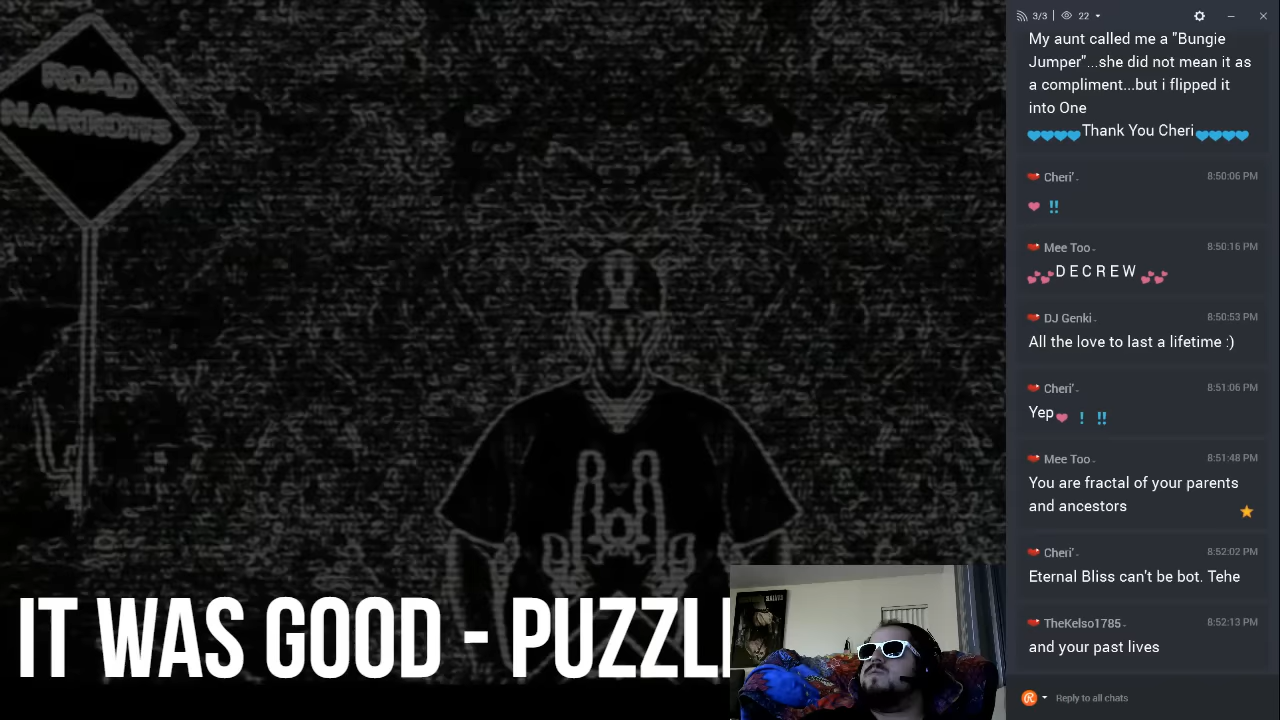 ROAD
NARROWS
IT WAS GOOD - PUZZL
3/3
22
My aunt called me a "Bungie
Jumper"...she did not mean it as
a compliment...but i flipped it
into One
Thank You Cheri
Cheri'
8:50:06 PM
Mee Too
8:50:16 PM
D E C R E W
DJ Genki
8:50:53 PM
All the love to last a lifetime :)
Cheri'
8:51:06 PM
Yep
Mee Too
8:51:48 PM
You are fractal of your parents
and ancestors
Cheri'
8:52:02 PM
Eternal Bliss can't be bot. Tehe
TheKelso1785
8:52:13 PM
and your past lives
Reply to all chats